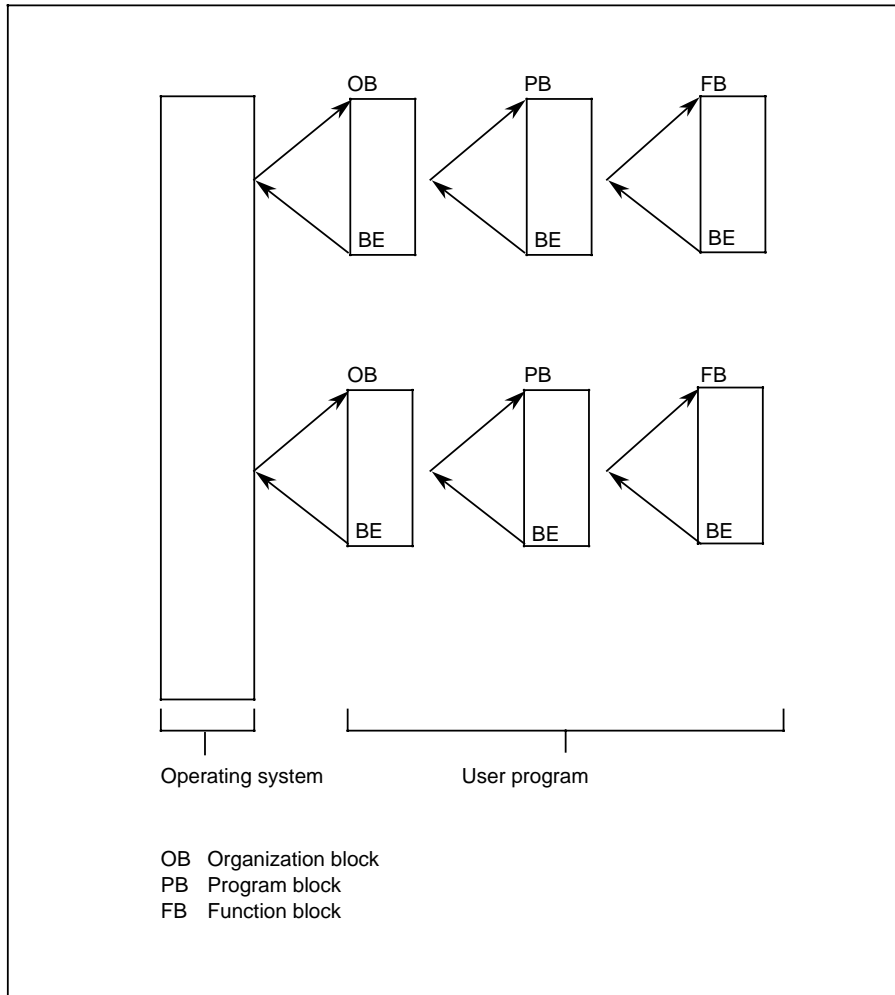 OB PB FB
BE BE BE
OB PB FB
BE BE BE
Operating system User program
OB Organization block
PB Program block
FB Function block